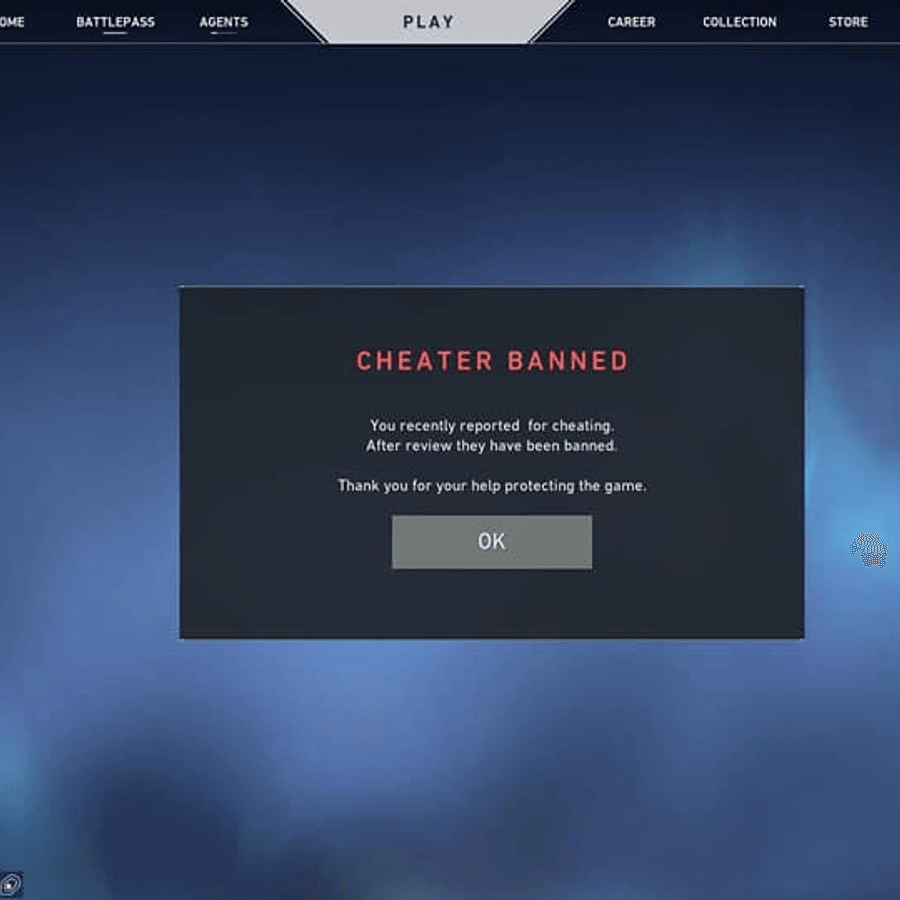 OME BATTLEPASS AGENTS PLAY CAREER COLLECTION STORE
CHEATER BANNED
You recently reported  for cheating.
After review they have been banned.
Thank you for your help protecting the game.
OK